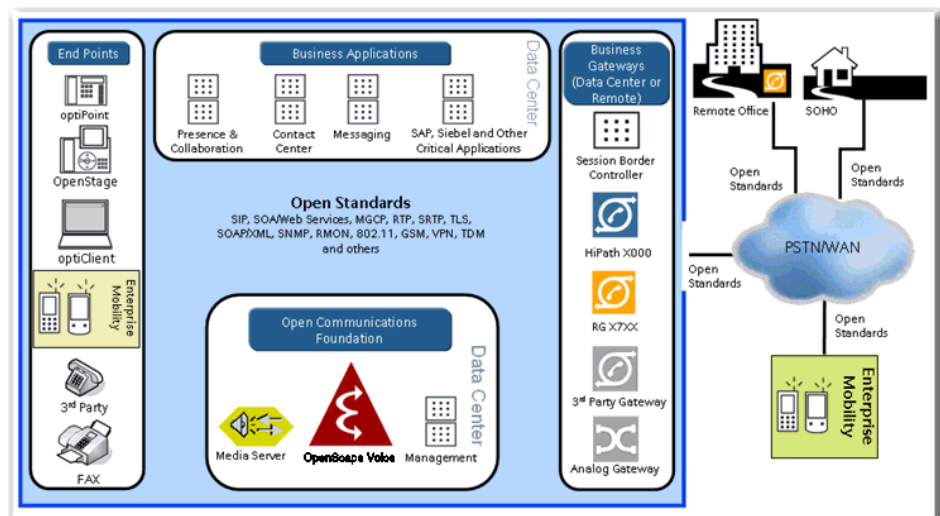 End Points
optiPoint
OpenStage
optiClient
Enterprise
Mobility
3rd Party
FAX
Business Applications
Data Center
Presence &
Collaboration
Contact
Center
Messaging
SAP, Siebel and Other
Critical Applications
Open Standards
SIP, SOA/Web Services, MGCP, RTP, SRTP, TLS,
SOAP/XML, SNMP, RMON, 802.11, GSM, VPN, TDM
and others
Open Communications
Foundation
Data Center
Media Server
OpenScape Voice
Management
Business
Gateways
(Data Center or
Remote)
Session Border
Controller
HiPath X000
RG X7XX
3rd Party Gateway
Analog Gateway
Remote Office
SOHO
Open
Standards
Open
Standards
PSTN/WAN
Open
Standards
Open
Standards
Enterprise
Mobility